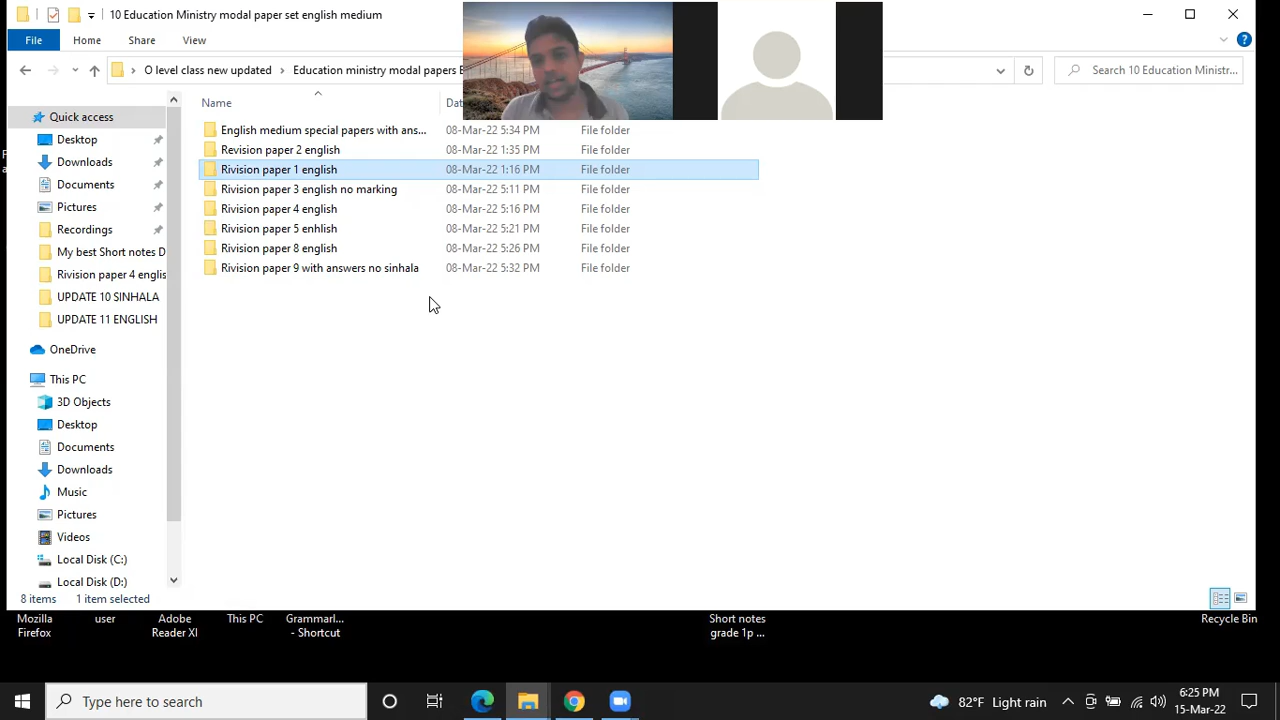 10 Education Ministry modal paper set english medium
File Home Share View
O level class new updated Education ministry modal papers E
Search 10 Education Ministr...
Name Da
Quick access
Desktop
Downloads
Documents
Pictures
Recordings
My best Short notes D
Rivision paper 4 englis
UPDATE 10 SINHALA
UPDATE 11 ENGLISH
OneDrive
This PC
3D Objects
Desktop
Documents
Downloads
Music
Pictures
Videos
Local Disk (C:)
Local Disk (D:)
English medium special papers with ans... 08-Mar-22 5:34 PM File folder
Revision paper 2 english 08-Mar-22 1:35 PM File folder
Rivision paper 1 english 08-Mar-22 1:16 PM File folder
Rivision paper 3 english no marking 08-Mar-22 5:11 PM File folder
Rivision paper 4 english 08-Mar-22 5:16 PM File folder
Rivision paper 5 enhlish 08-Mar-22 5:21 PM File folder
Rivision paper 8 english 08-Mar-22 5:26 PM File folder
Rivision paper 9 with answers no sinhala 08-Mar-22 5:32 PM File folder
8 items 1 item selected
Mozilla Firefox
user
Adobe Reader XI
This PC
Grammarl... - Shortcut
Short notes grade 1p ...
Recycle Bin
Type here to search
82°F Light rain
6:25 PM
15-Mar-22